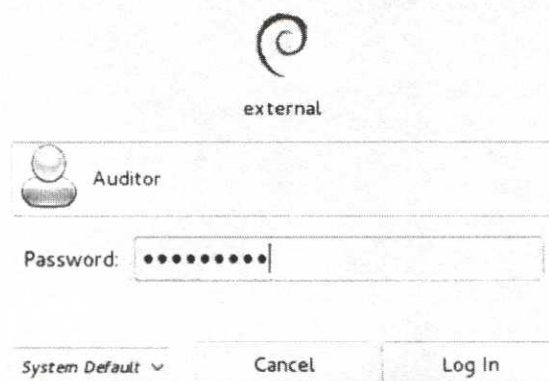 external
Auditor
Password: •••••••••
System Default
Cancel
Log In